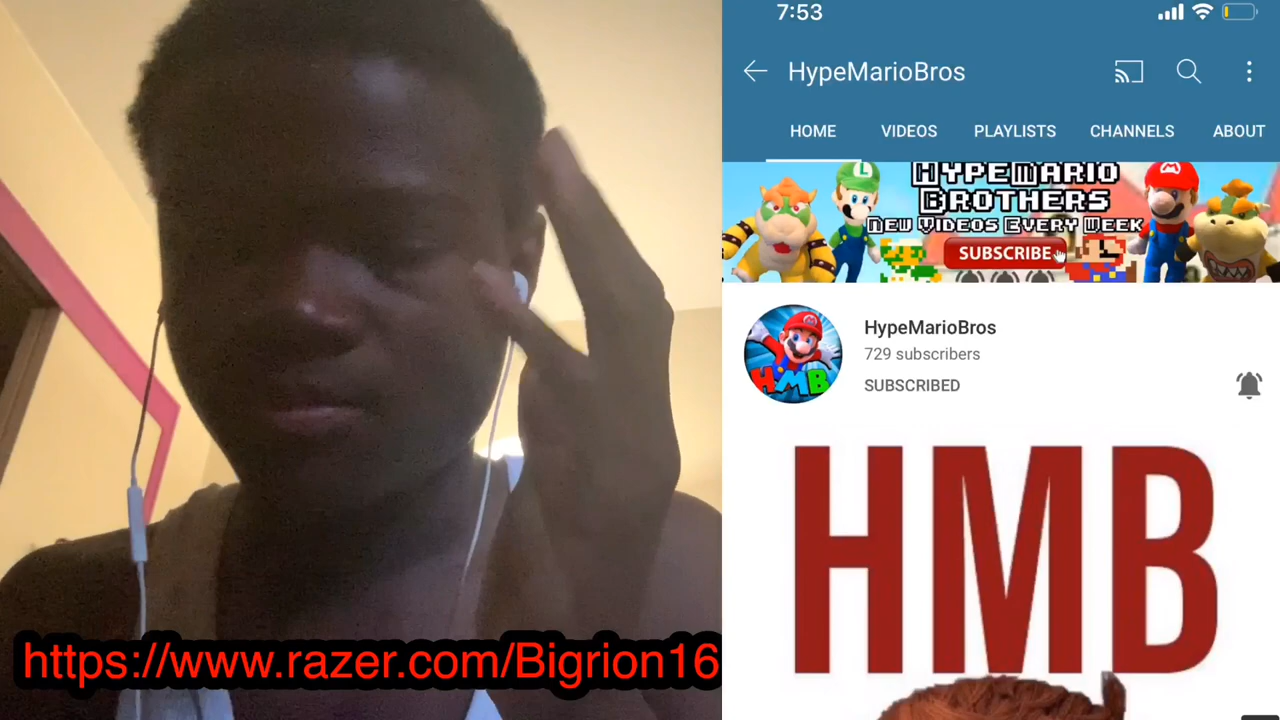 7:53
HypeMarioBros
HOME VIDEOS PLAYLISTS CHANNELS ABOUT
L
M
HYPEMARIO
BROTHERS
NEW VIDEOS EVERY WEEK
SUBSCRIBE
M
HMB
HypeMarioBros
729 subscribers
SUBSCRIBED
HMB
https://www.razer.com/Bigrion16